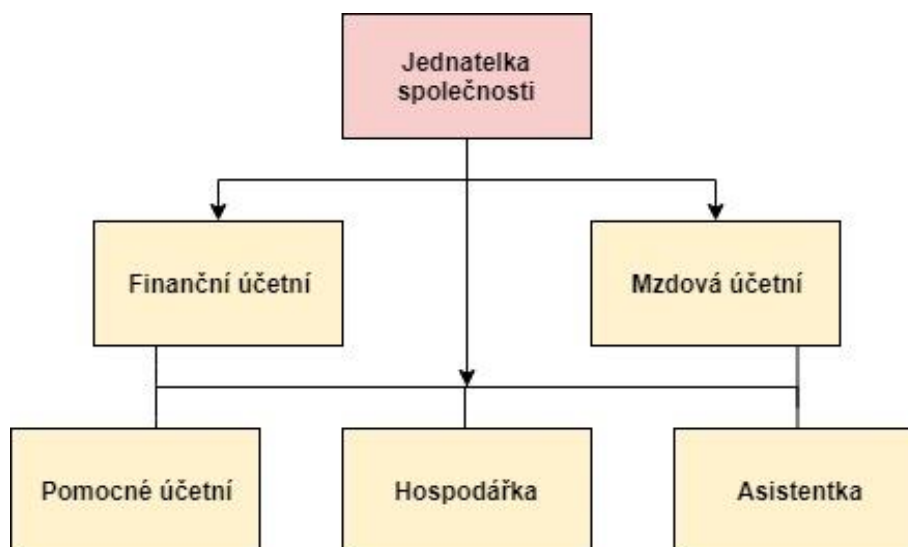 Jednatelka
společnosti
Finanční účetní
Mzdová účetní
Pomocné účetní
Hospodářka
Asistentka